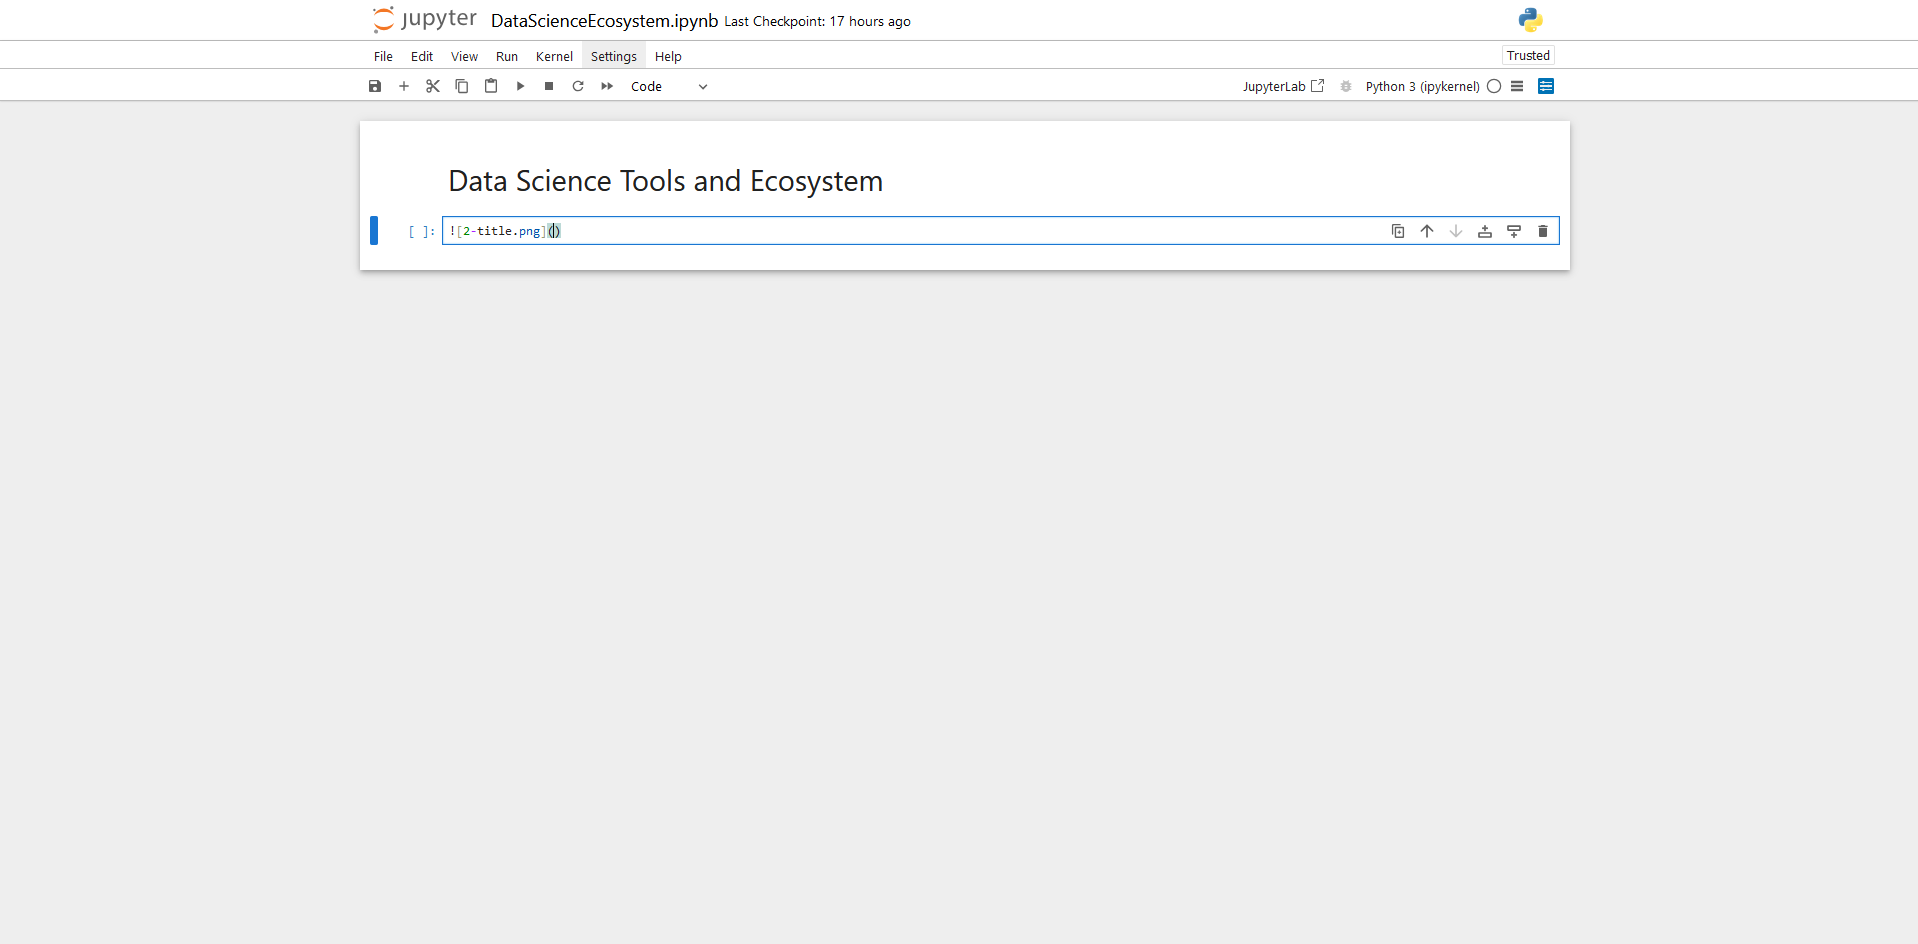 jupyter DataScienceEcosystem.ipynb Last Checkpoint: 17 hours ago
File Edit View Run Kernel Settings Help Trusted
Code JupyterLab Python 3 (ipykernel)
Data Science Tools and Ecosystem
[ ]: ![2-title.png]()